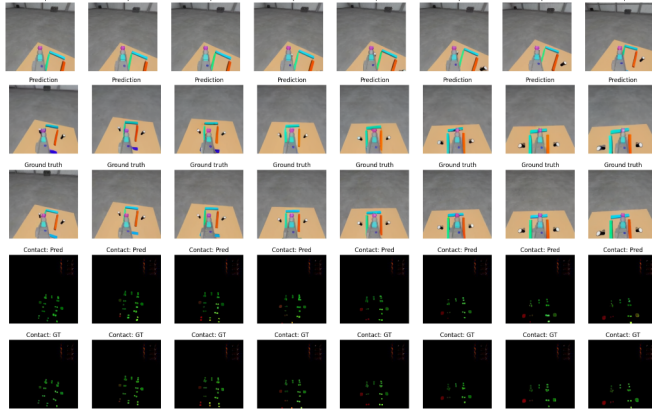 Prediction Prediction Prediction Prediction Prediction Prediction Prediction Prediction
Ground truth Ground truth Ground truth Ground truth Ground truth Ground truth Ground truth Ground truth
Contact: Pred Contact: Pred Contact: Pred Contact: Pred Contact: Pred Contact: Pred Contact: Pred Contact: Pred
Contact: GT Contact: GT Contact: GT Contact: GT Contact: GT Contact: GT Contact: GT Contact: GT